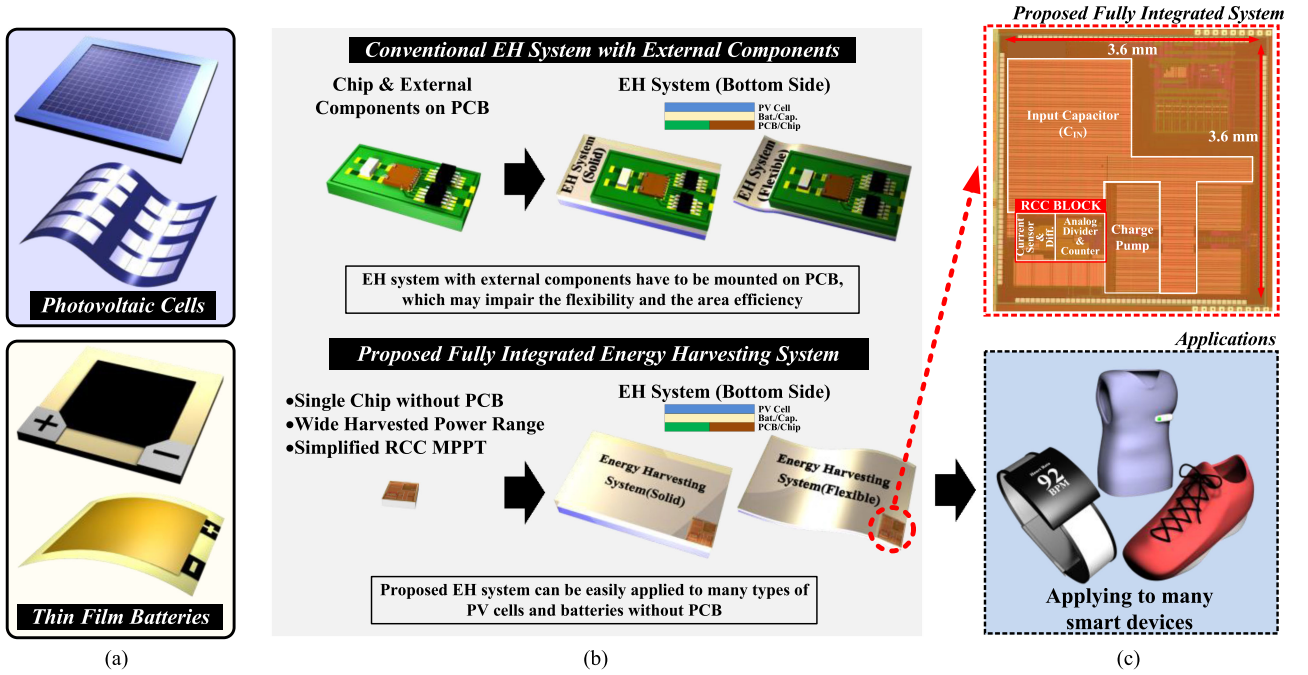 Photovoltaic Cells
+
−
Thin Film Batteries
(a)
Conventional EH System with External Components
Chip & External
Components on PCB
EH System (Bottom Side)
PV Cell
Bat./Cap.
PCB/Chip
EH System
(Solid)
EH System
(Flexible)
EH system with external components have to be mounted on PCB,
which may impair the flexibility and the area efficiency
Proposed Fully Integrated Energy Harvesting System
•Single Chip without PCB
•Wide Harvested Power Range
•Simplified RCC MPPT
EH System (Bottom Side)
PV Cell
Bat./Cap.
PCB/Chip
Energy Harvesting
System(Solid)
Energy Harvesting
System(Flexible)
Proposed EH system can be easily applied to many types of
PV cells and batteries without PCB
(b)
Proposed Fully Integrated System
3.6 mm
3.6 mm
Input Capacitor
(CIN)
RCC BLOCK
Current
Sensor
&
Diff.
Analog
Divider
&
Counter
Charge
Pump
Applications
Heart Rate
92
BPM
Applying to many
smart devices
(c)